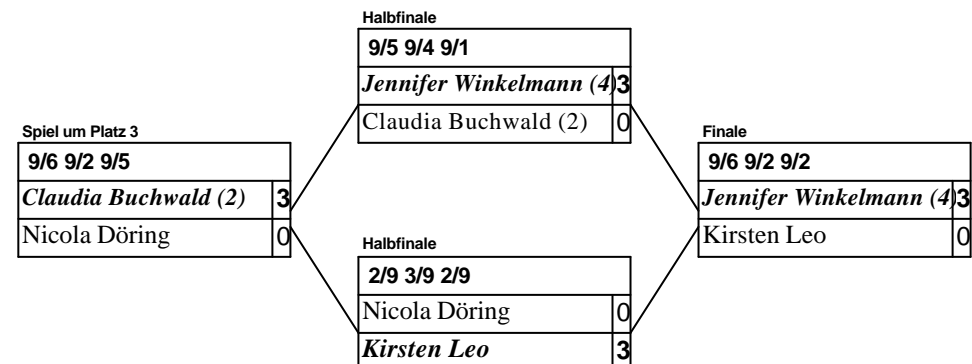 Halbfinale
9/5 9/4 9/1
Jennifer Winkelmann (4) 3
Claudia Buchwald (2) 0
Spiel um Platz 3
9/6 9/2 9/5
Claudia Buchwald (2) 3
Nicola Döring 0
Finale
9/6 9/2 9/2
Jennifer Winkelmann (4) 3
Kirsten Leo 0
Halbfinale
2/9 3/9 2/9
Nicola Döring 0
Kirsten Leo 3